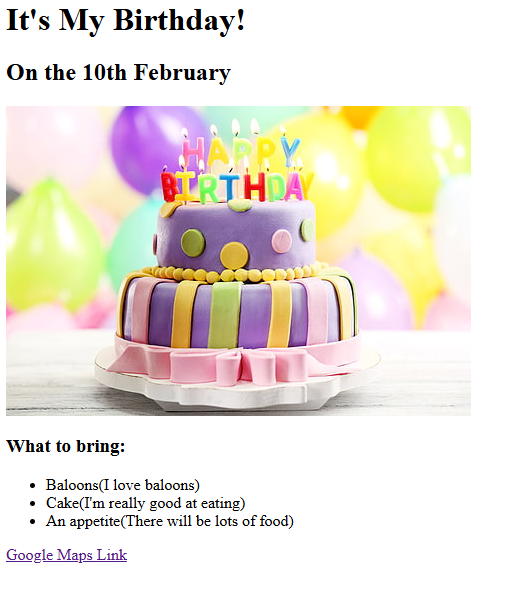 It's My Birthday!
On the 10th February
HAPPY
BIRTHDAY
What to bring:
Baloons(I love baloons)
Cake(I'm really good at eating)
An appetite(There will be lots of food)
Google Maps Link